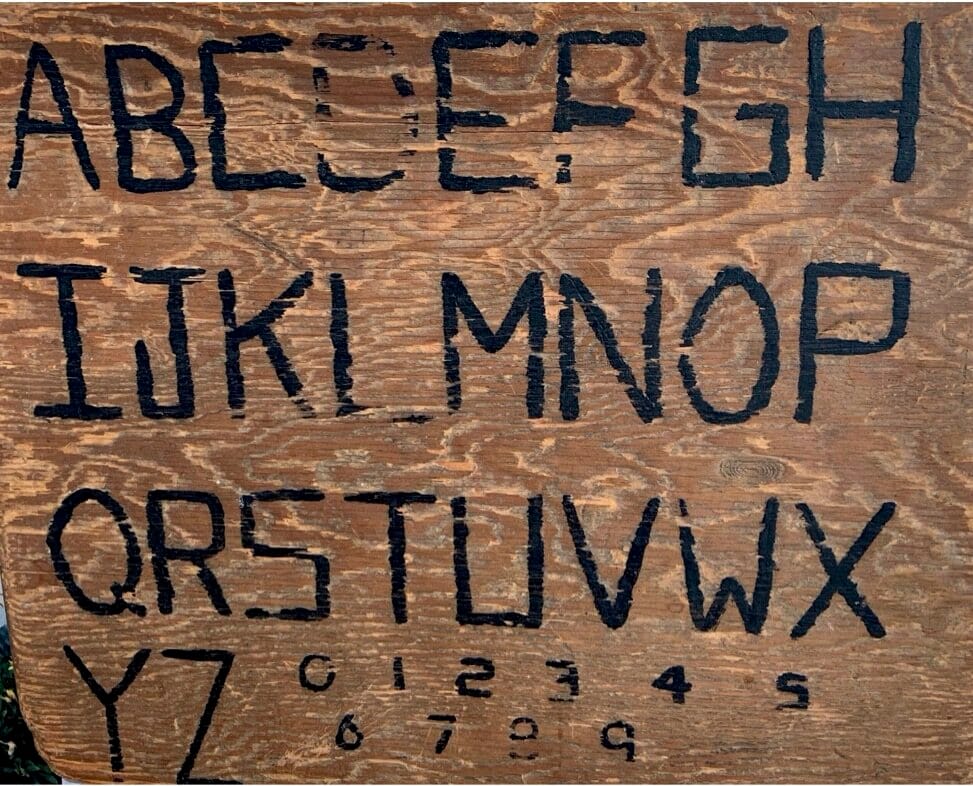 ABCDEFGH
IJKLMNOP
QRSTUVWX
YZ 0 1 2 3 4 5
6 7 8 9